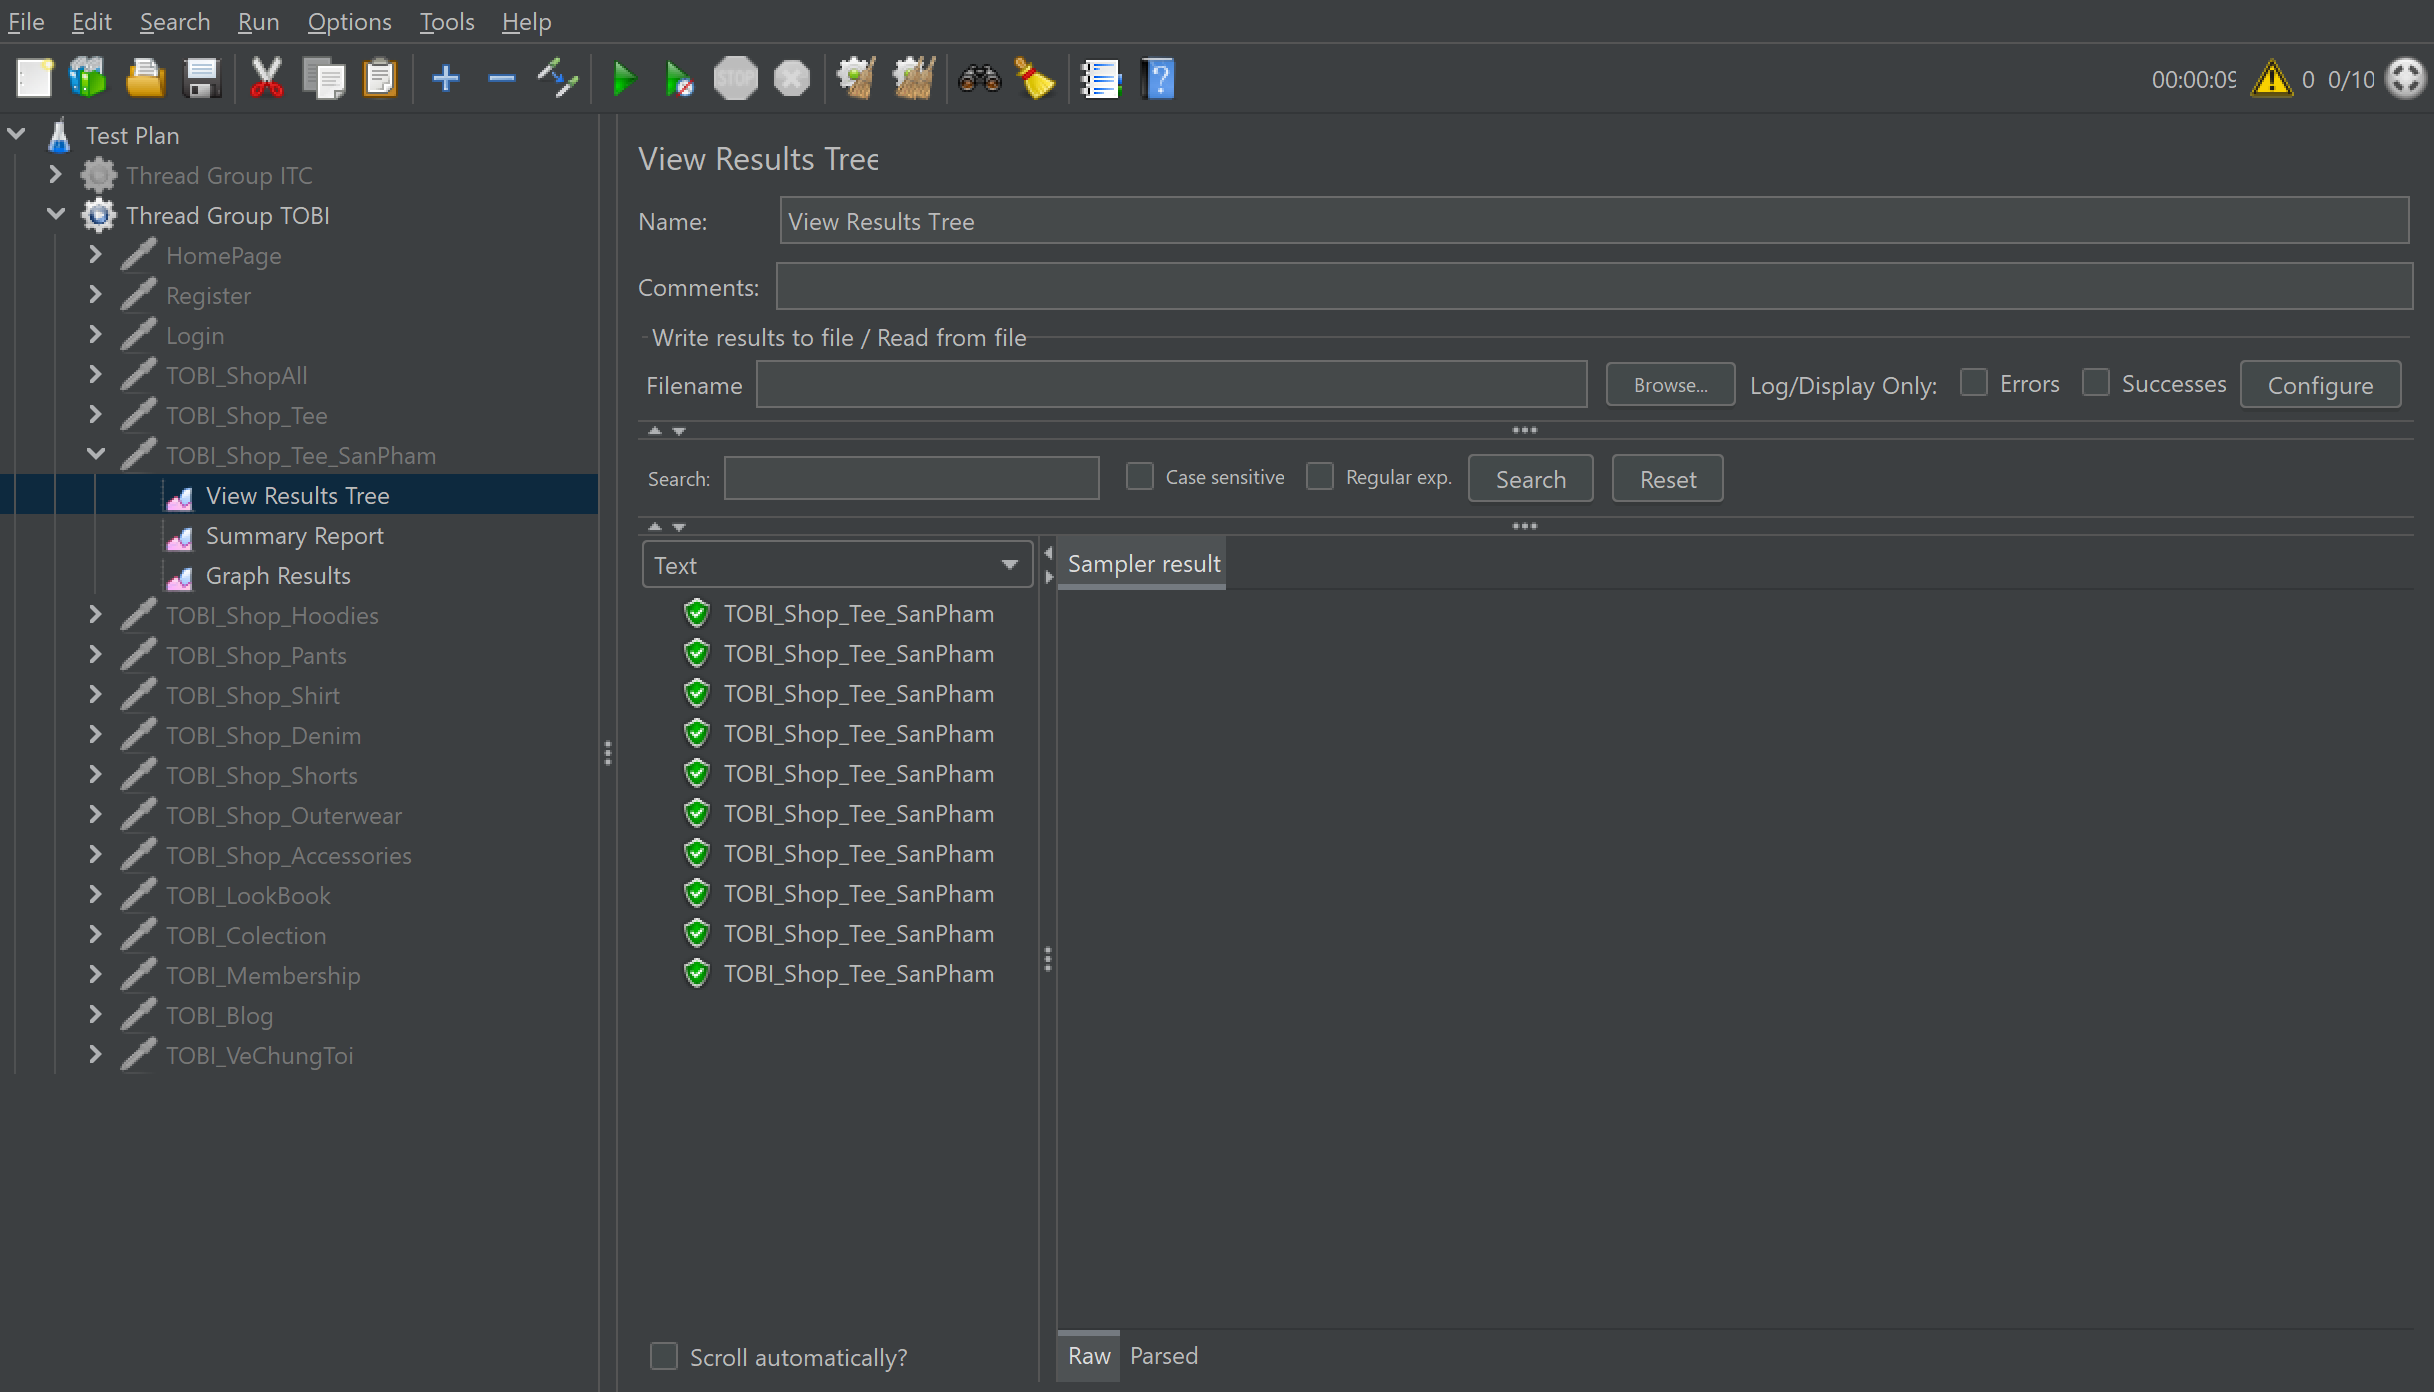 File Edit Search Run Options Tools Help
STOP
00:00:09 0 0/10
Test Plan
Thread Group ITC
Thread Group TOBI
HomePage
Register
Login
TOBI_ShopAll
TOBI_Shop_Tee
TOBI_Shop_Tee_SanPham
View Results Tree
Summary Report
Graph Results
TOBI_Shop_Hoodies
TOBI_Shop_Pants
TOBI_Shop_Shirt
TOBI_Shop_Denim
TOBI_Shop_Shorts
TOBI_Shop_Outerwear
TOBI_Shop_Accessories
TOBI_LookBook
TOBI_Colection
TOBI_Membership
TOBI_Blog
TOBI_VeChungToi
View Results Tree
Name: View Results Tree
Comments:
Write results to file / Read from file
Filename Browse... Log/Display Only: Errors Successes Configure
Search: Case sensitive Regular exp. Search Reset
Text
TOBI_Shop_Tee_SanPham
TOBI_Shop_Tee_SanPham
TOBI_Shop_Tee_SanPham
TOBI_Shop_Tee_SanPham
TOBI_Shop_Tee_SanPham
TOBI_Shop_Tee_SanPham
TOBI_Shop_Tee_SanPham
TOBI_Shop_Tee_SanPham
TOBI_Shop_Tee_SanPham
TOBI_Shop_Tee_SanPham
Scroll automatically?
Sampler result
Raw Parsed